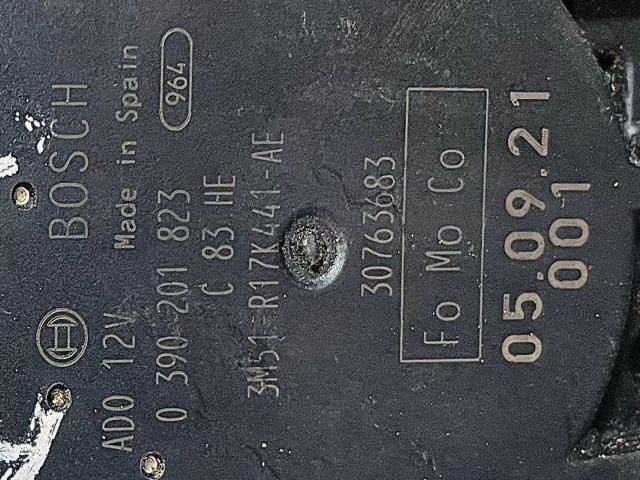 BOSCH
ADO 12V Made in Spain 964
0 390 201 823
C 83 HE
3M51-R17K441-AE
30763683
Fo Mo Co
05.09.21
001